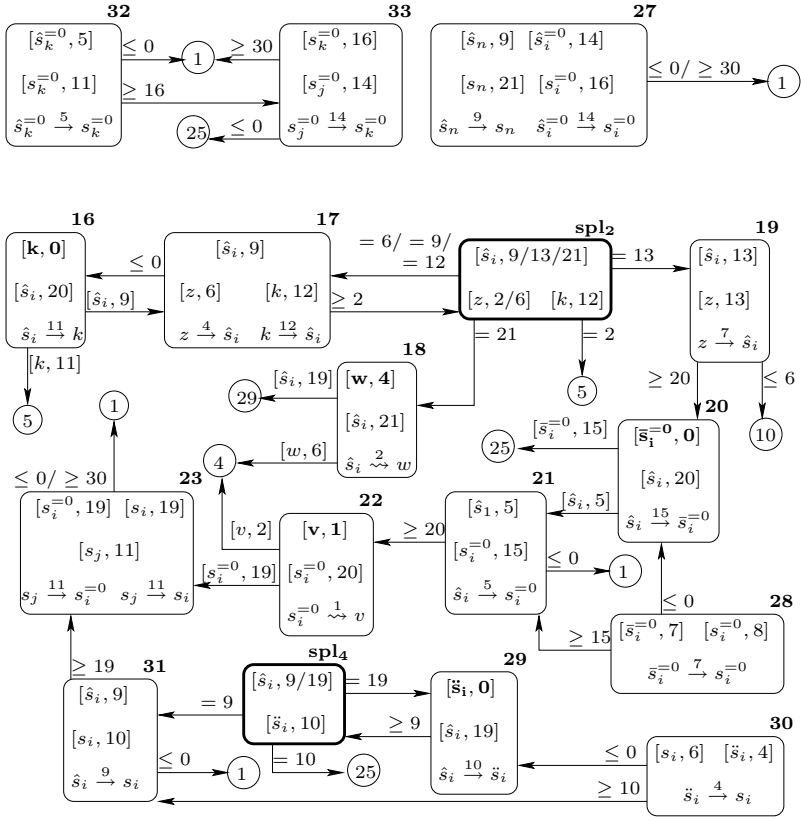 32
[ŝ_k^{=0}, 5]
[s_k^{=0}, 11]
ŝ_k^{=0} →^5 s_k^{=0}
≤ 0
1
≥ 30
≥ 16
25
≤ 0
33
[s_k^{=0}, 16]
[s_j^{=0}, 14]
s_j^{=0} →^14 s_k^{=0}
27
[ŝ_n, 9] [ŝ_i^{=0}, 14]
[s_n, 21] [s_i^{=0}, 16]
ŝ_n →^9 s_n ŝ_i^{=0} →^14 s_i^{=0}
≤ 0/ ≥ 30
1
16
[k, 0]
[ŝ_i, 20]
ŝ_i →^11 k
≤ 0
[ŝ_i, 9]
[k, 11]
5
17
[ŝ_i, 9]
[z, 6] [k, 12]
z →^4 ŝ_i k →^12 ŝ_i
= 6/ = 9/
= 12
≥ 2
spl_2
[ŝ_i, 9/13/21]
[z, 2/6] [k, 12]
= 13
= 21
= 2
5
19
[ŝ_i, 13]
[z, 13]
z →^7 ŝ_i
≥ 20
≤ 6
10
18
[w, 4]
[ŝ_i, 21]
ŝ_i ⇝^2 w
[ŝ_i, 19]
29
[w, 6]
4
20
[s̄_i^{=0}, 0]
[ŝ_i, 20]
ŝ_i →^15 s̄_i^{=0}
[s̄_i^{=0}, 15]
25
[ŝ_i, 5]
1
≤ 0/ ≥ 30
23
[s_i^{=0}, 19] [s_i, 19]
[s_j, 11]
s_j →^11 s_i^{=0} s_j →^11 s_i
[v, 2]
[s_i^{=0}, 19]
22
[v, 1]
[s_i^{=0}, 20]
s_i^{=0} ⇝^1 v
≥ 20
21
[ŝ_1, 5]
[s_i^{=0}, 15]
ŝ_i →^5 s_i^{=0}
≤ 0
1
≤ 0
28
[s̄_i^{=0}, 7] [s_i^{=0}, 8]
s̄_i^{=0} →^7 s_i^{=0}
≥ 15
≥ 19
31
[ŝ_i, 9]
[s_i, 10]
ŝ_i →^9 s_i
= 9
≤ 0
1
spl_4
[ŝ_i, 9/19]
[s̈_i, 10]
= 19
≥ 9
= 10
25
29
[s̈_i, 0]
[ŝ_i, 19]
ŝ_i →^10 s̈_i
≤ 0
≥ 10
30
[s_i, 6] [s̈_i, 4]
s̈_i →^4 s_i